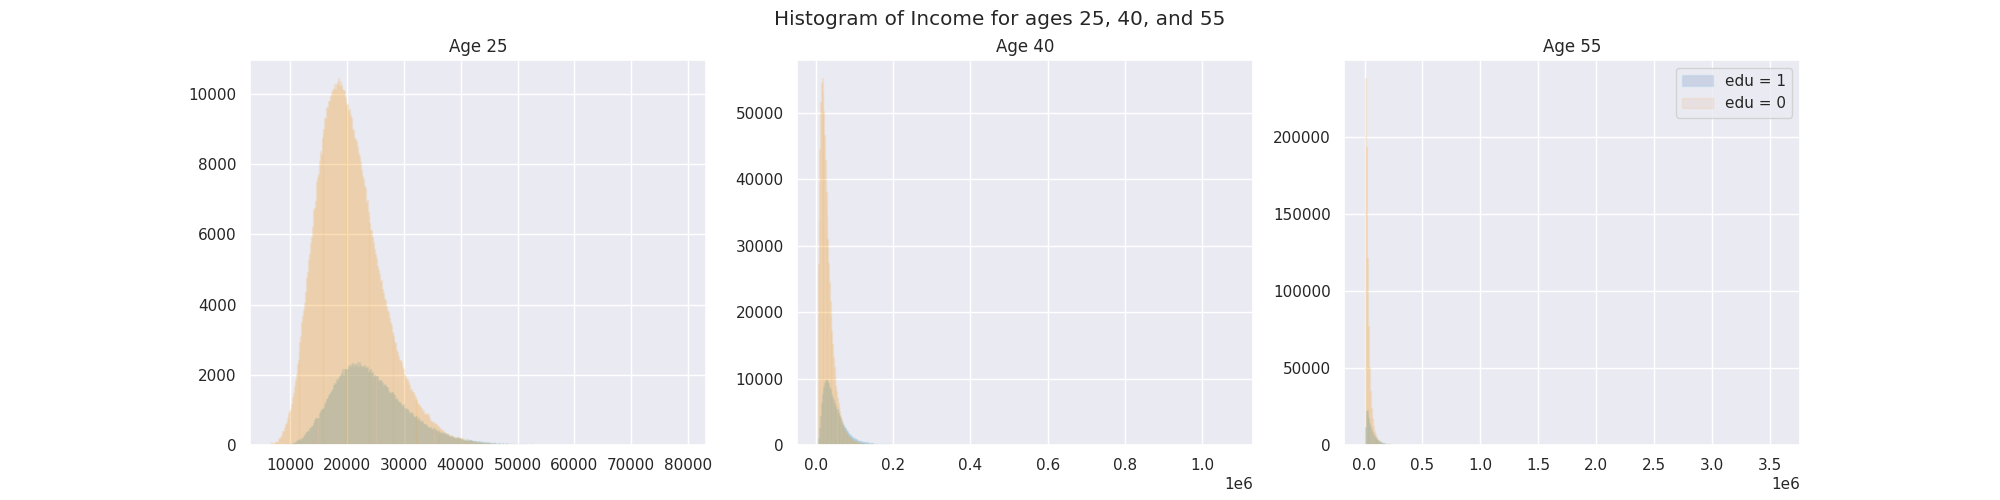 Histogram of Income for ages 25, 40, and 55
Age 25
10000
8000
6000
4000
2000
0
10000 20000 30000 40000 50000 60000 70000 80000
Age 40
50000
40000
30000
20000
10000
0
0.0 0.2 0.4 0.6 0.8 1.0
1e6
Age 55
edu = 1
edu = 0
200000
150000
100000
50000
0
0.0 0.5 1.0 1.5 2.0 2.5 3.0 3.5
1e6